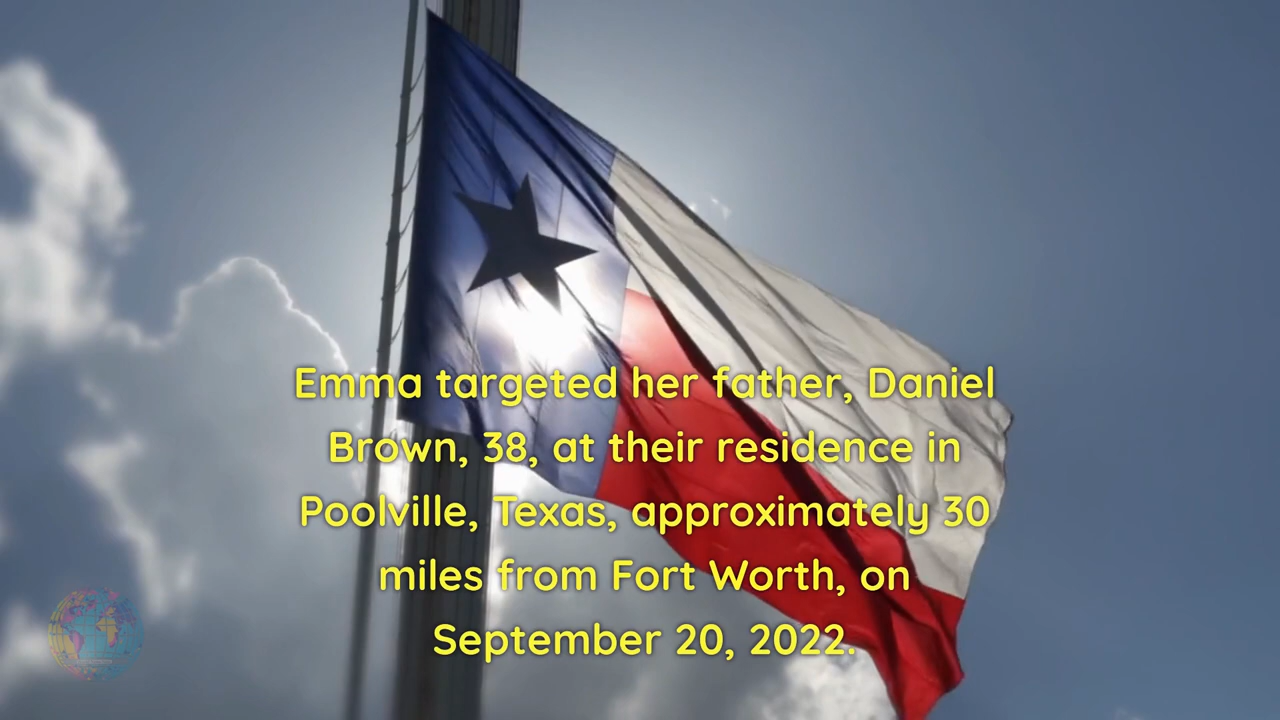 Emma targeted her father, Daniel
Brown, 38, at their residence in
Poolville, Texas, approximately 30
miles from Fort Worth, on
September 20, 2022.